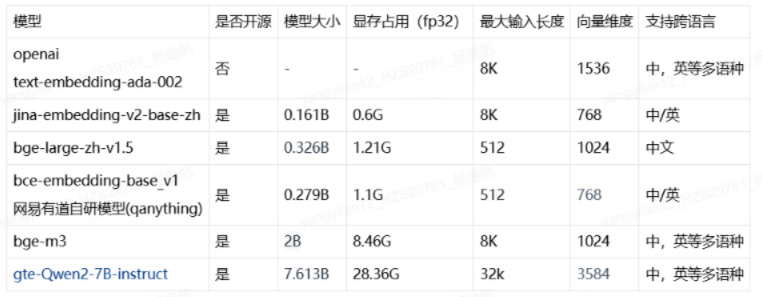 模型 是否开源 模型大小 显存占用（fp32） 最大输入长度 向量维度 支持跨语言
openai
text-embedding-ada-002 否 - - 8K 1536 中，英等多语种
jina-embedding-v2-base-zh 是 0.161B 0.6G 8K 768 中/英
bge-large-zh-v1.5 是 0.326B 1.21G 512 1024 中文
bce-embedding-base_v1
网易有道自研模型(qanything) 是 0.279B 1.1G 512 768 中/英
bge-m3 是 2B 8.46G 8K 1024 中，英等多语种
gte-Qwen2-7B-instruct 是 7.613B 28.36G 32k 3584 中，英等多语种